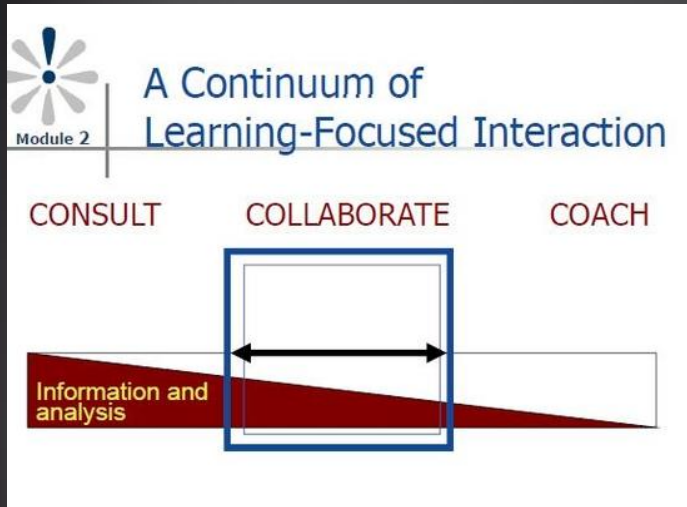 Module 2
A Continuum of
Learning-Focused Interaction
CONSULT COLLABORATE COACH
Information and
analysis